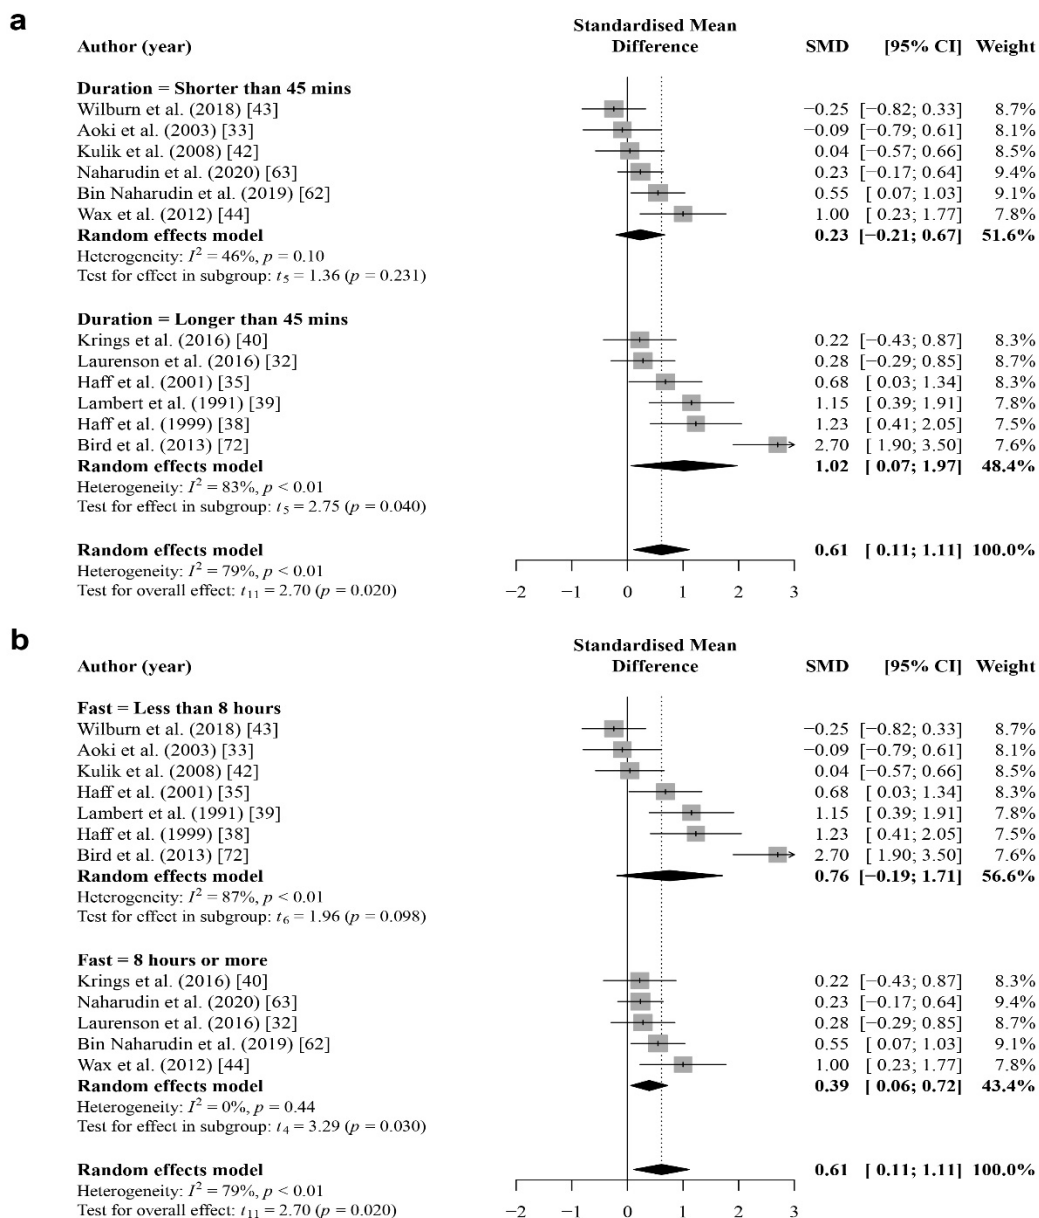 a
Standardised Mean
Author (year) Difference SMD [95% CI] Weight
Duration = Shorter than 45 mins
Wilburn et al. (2018) [43] −0.25 [−0.82; 0.33] 8.7%
Aoki et al. (2003) [33] −0.09 [−0.79; 0.61] 8.1%
Kulik et al. (2008) [42] 0.04 [−0.57; 0.66] 8.5%
Naharudin et al. (2020) [63] 0.23 [−0.17; 0.64] 9.4%
Bin Naharudin et al. (2019) [62] 0.55 [ 0.07; 1.03] 9.1%
Wax et al. (2012) [44] 1.00 [ 0.23; 1.77] 7.8%
Random effects model 0.23 [−0.21; 0.67] 51.6%
Heterogeneity: I² = 46%, p = 0.10
Test for effect in subgroup: t₅ = 1.36 (p = 0.231)
Duration = Longer than 45 mins
Krings et al. (2016) [40] 0.22 [−0.43; 0.87] 8.3%
Laurenson et al. (2016) [32] 0.28 [−0.29; 0.85] 8.7%
Haff et al. (2001) [35] 0.68 [ 0.03; 1.34] 8.3%
Lambert et al. (1991) [39] 1.15 [ 0.39; 1.91] 7.8%
Haff et al. (1999) [38] 1.23 [ 0.41; 2.05] 7.5%
Bird et al. (2013) [72] 2.70 [ 1.90; 3.50] 7.6%
Random effects model 1.02 [ 0.07; 1.97] 48.4%
Heterogeneity: I² = 83%, p < 0.01
Test for effect in subgroup: t₅ = 2.75 (p = 0.040)
Random effects model 0.61 [ 0.11; 1.11] 100.0%
Heterogeneity: I² = 79%, p < 0.01
Test for overall effect: t₁₁ = 2.70 (p = 0.020)
−2 −1 0 1 2 3
b
Standardised Mean
Author (year) Difference SMD [95% CI] Weight
Fast = Less than 8 hours
Wilburn et al. (2018) [43] −0.25 [−0.82; 0.33] 8.7%
Aoki et al. (2003) [33] −0.09 [−0.79; 0.61] 8.1%
Kulik et al. (2008) [42] 0.04 [−0.57; 0.66] 8.5%
Haff et al. (2001) [35] 0.68 [ 0.03; 1.34] 8.3%
Lambert et al. (1991) [39] 1.15 [ 0.39; 1.91] 7.8%
Haff et al. (1999) [38] 1.23 [ 0.41; 2.05] 7.5%
Bird et al. (2013) [72] 2.70 [ 1.90; 3.50] 7.6%
Random effects model 0.76 [−0.19; 1.71] 56.6%
Heterogeneity: I² = 87%, p < 0.01
Test for effect in subgroup: t₆ = 1.96 (p = 0.098)
Fast = 8 hours or more
Krings et al. (2016) [40] 0.22 [−0.43; 0.87] 8.3%
Naharudin et al. (2020) [63] 0.23 [−0.17; 0.64] 9.4%
Laurenson et al. (2016) [32] 0.28 [−0.29; 0.85] 8.7%
Bin Naharudin et al. (2019) [62] 0.55 [ 0.07; 1.03] 9.1%
Wax et al. (2012) [44] 1.00 [ 0.23; 1.77] 7.8%
Random effects model 0.39 [ 0.06; 0.72] 43.4%
Heterogeneity: I² = 0%, p = 0.44
Test for effect in subgroup: t₄ = 3.29 (p = 0.030)
Random effects model 0.61 [ 0.11; 1.11] 100.0%
Heterogeneity: I² = 79%, p < 0.01
Test for overall effect: t₁₁ = 2.70 (p = 0.020)
−2 −1 0 1 2 3